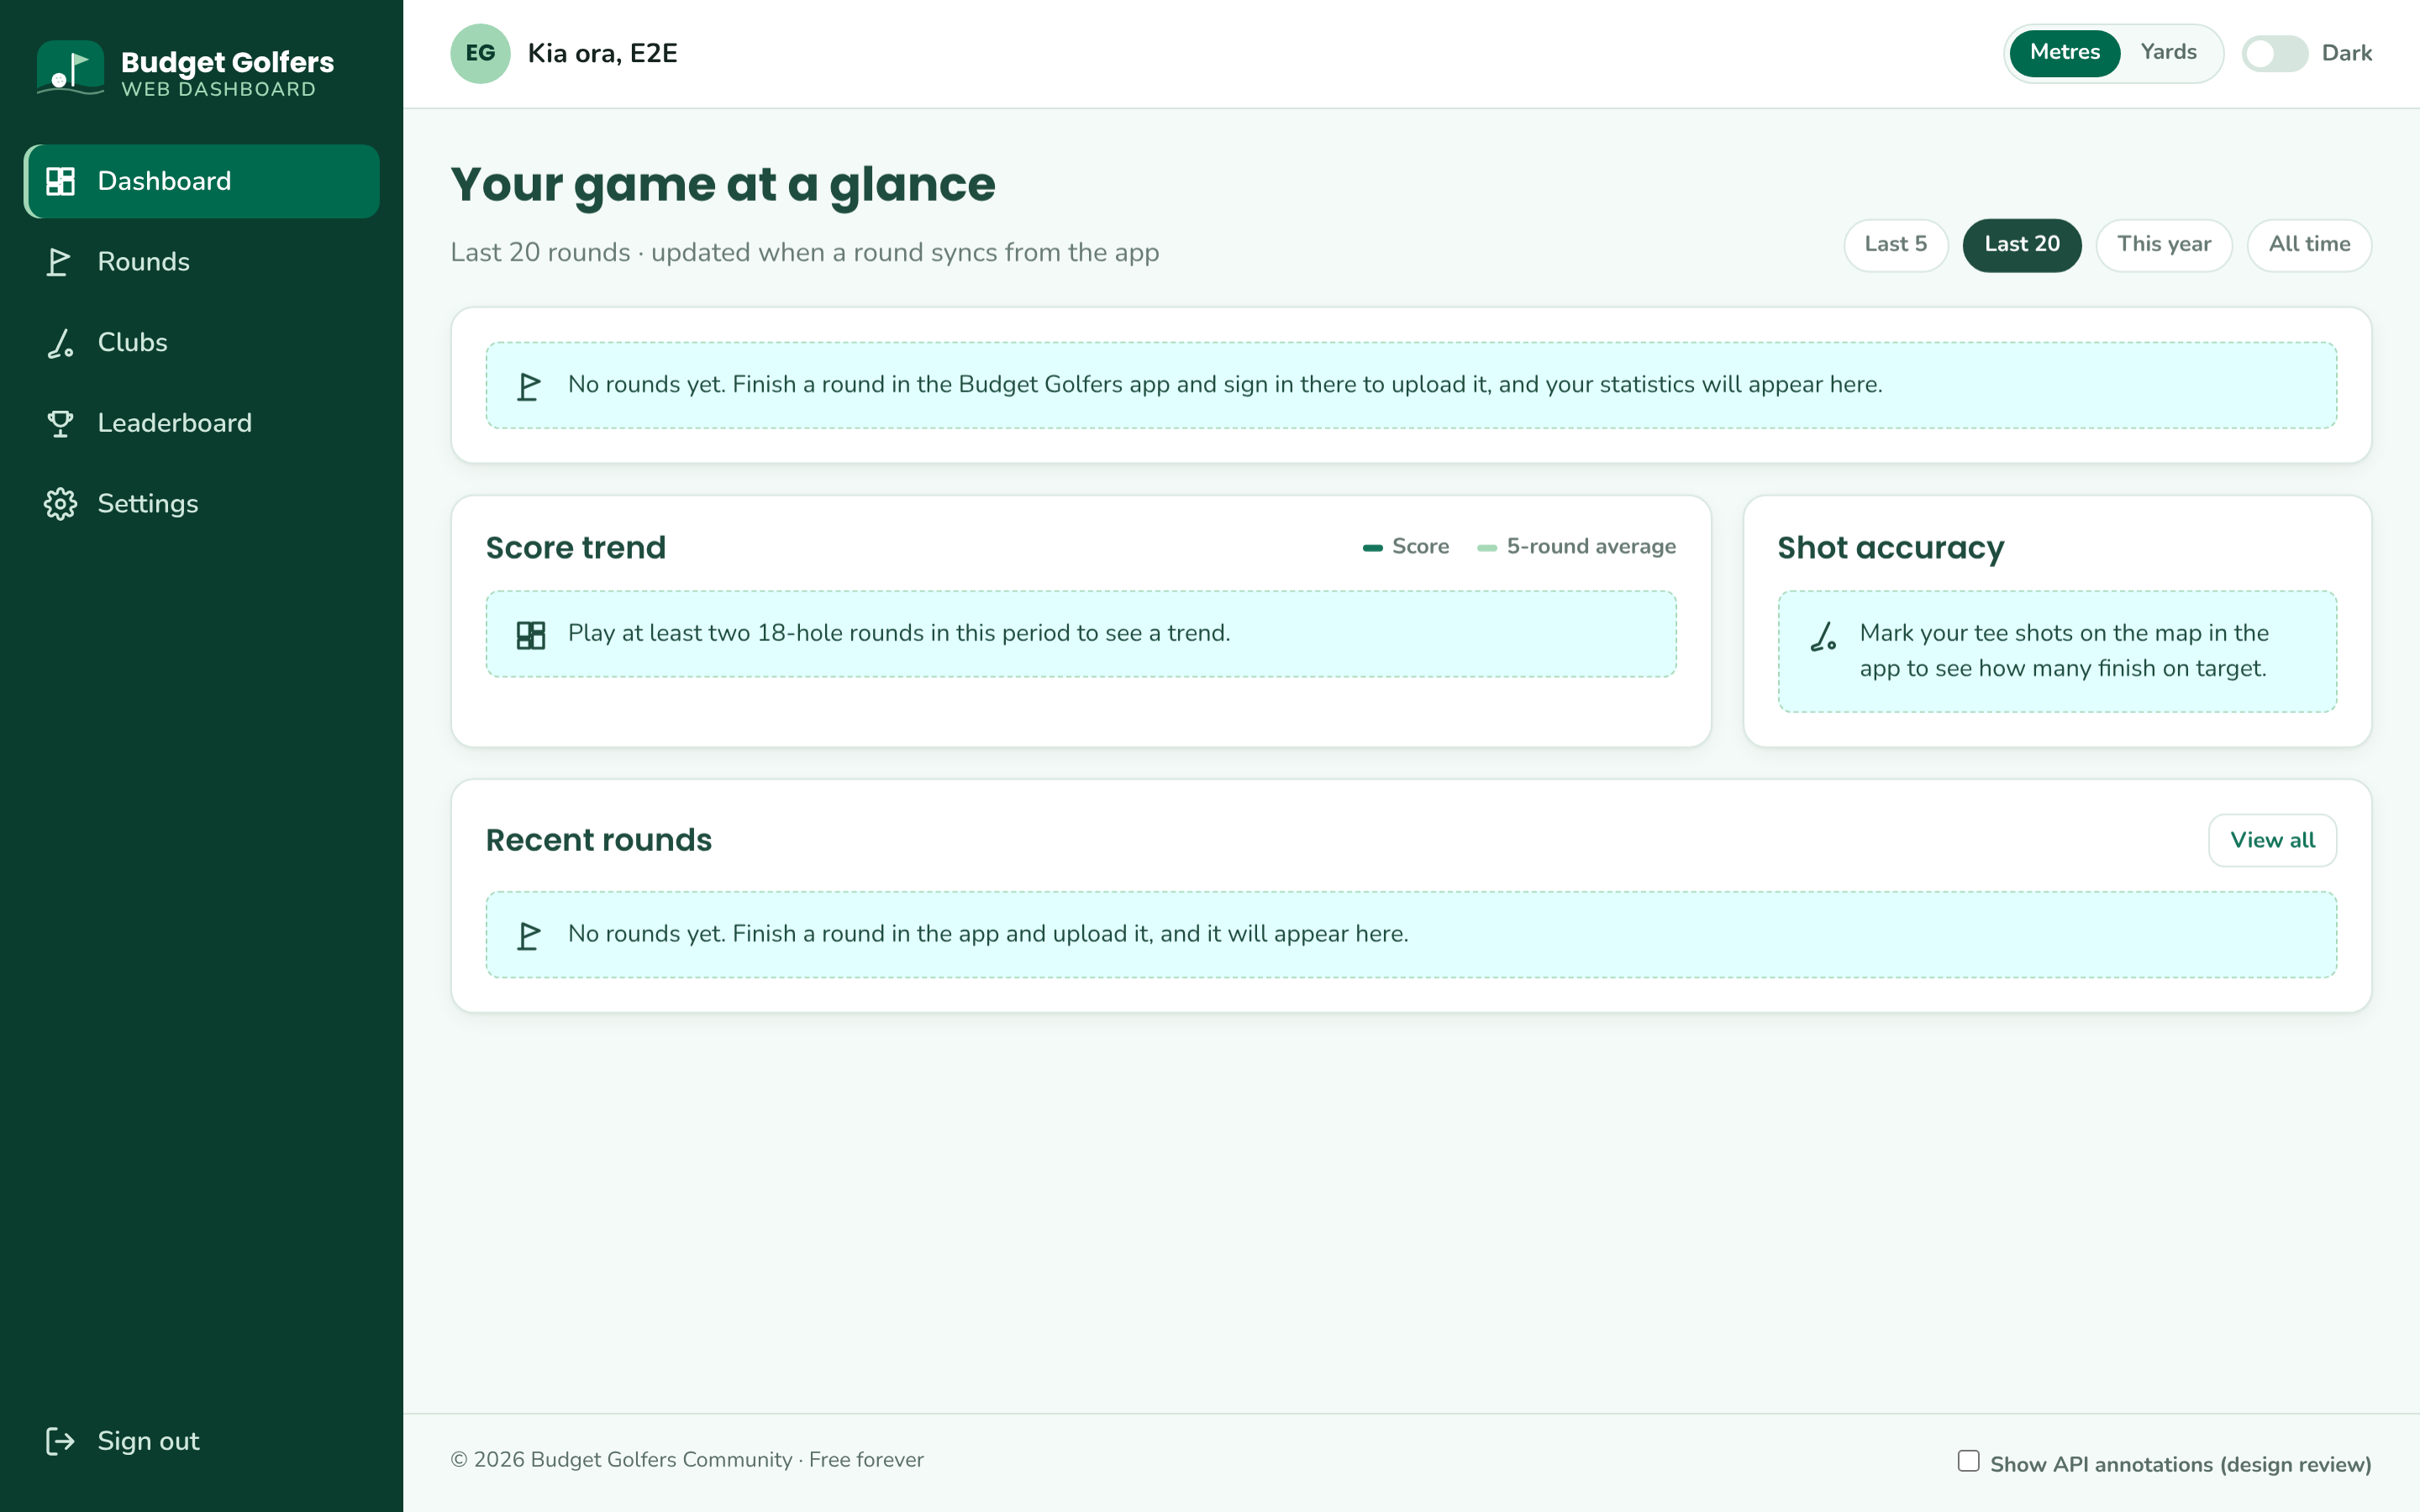 Budget Golfers
WEB DASHBOARD
Dashboard
Rounds
Clubs
Leaderboard
Settings
Sign out
EG
Kia ora, E2E
Metres
Yards
Dark
Your game at a glance
Last 20 rounds · updated when a round syncs from the app
Last 5
Last 20
This year
All time
No rounds yet. Finish a round in the Budget Golfers app and sign in there to upload it, and your statistics will appear here.
Score trend
Score
5-round average
Play at least two 18-hole rounds in this period to see a trend.
Shot accuracy
Mark your tee shots on the map in the
app to see how many finish on target.
Recent rounds
View all
No rounds yet. Finish a round in the app and upload it, and it will appear here.
© 2026 Budget Golfers Community · Free forever
Show API annotations (design review)